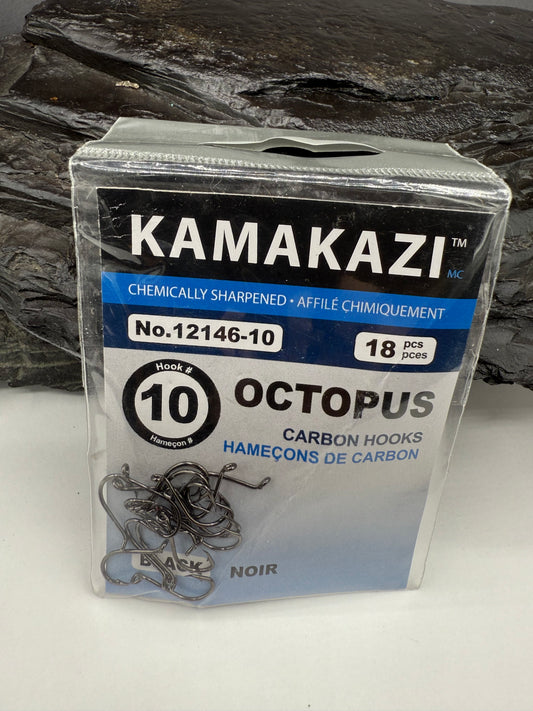 KAMAKAZI™
MC
CHEMICALLY SHARPENED • AFFILÉ CHIMIQUEMENT
No.12146-10
18 pcs
pces
Hook #
10
Hameçon #
OCTOPUS
CARBON HOOKS
HAMEÇONS DE CARBON
BLACK NOIR